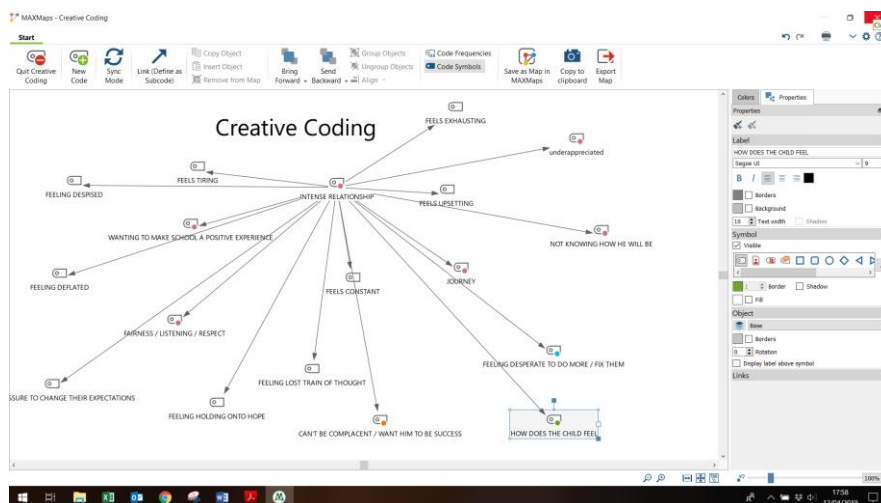 MAXMaps - Creative Coding
Start
Quit Creative Coding
New Code
Sync Mode
Link (Define as Subcode)
Copy Object
Insert Object
Remove from Map
Bring Forward
Send Backward
Group Objects
Ungroup Objects
Align
Code Frequencies
Code Symbols
Save as Map in MAXMaps
Copy to clipboard
Export Map
Creative Coding
FEELS EXHAUSTING
underappreciated
FEELS TIRING
FEELING DESPISED
INTENSE RELATIONSHIP
FEELS UPSETTING
WANTING TO MAKE SCHOOL A POSITIVE EXPERIENCE
NOT KNOWING HOW HE WILL BE
FEELING DEFLATED
FEELS CONSTANT
JOURNEY
FAIRNESS / LISTENING / RESPECT
FEELING DESPERATE TO DO MORE / FIX THEM
FEELING LOST TRAIN OF THOUGHT
SSURE TO CHANGE THEIR EXPECTATIONS
FEELING HOLDING ONTO HOPE
CAN'T BE COMPLACENT / WANT HIM TO BE SUCCESS
HOW DOES THE CHILD FEEL
Colors
Properties
Properties
Label
HOW DOES THE CHILD FEEL
Segoe UI
9
B I
Borders
Background
10 Text width
Shadow
Symbol
Visible
1 Border
Shadow
Fill
Object
Base
Borders
0 Rotation
Display label above symbol
Links
100%
17:58